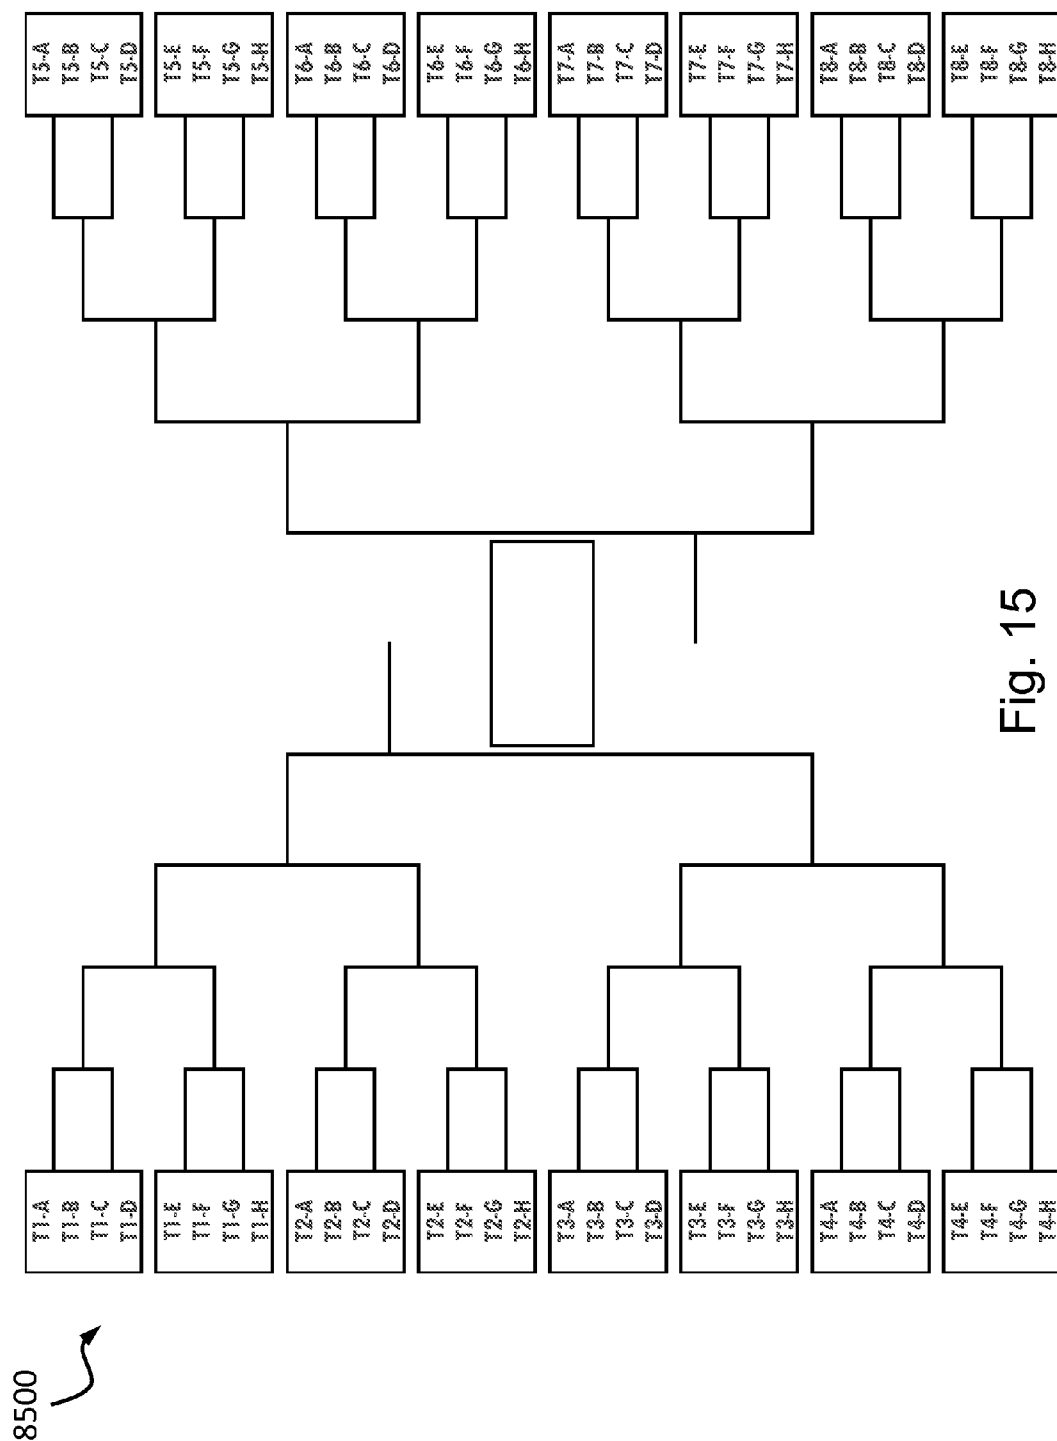 8500
T1-A
T1-B
T1-C
T1-D
T1-E
T1-F
T1-G
T1-H
T2-A
T2-B
T2-C
T2-D
T2-E
T2-F
T2-G
T2-H
T3-A
T3-B
T3-C
T3-D
T3-E
T3-F
T3-G
T3-H
T4-A
T4-B
T4-C
T4-D
T4-E
T4-F
T4-G
T4-H
T5-A
T5-B
T5-C
T5-D
T5-E
T5-F
T5-G
T5-H
T6-A
T6-B
T6-C
T6-D
T6-E
T6-F
T6-G
T6-H
T7-A
T7-B
T7-C
T7-D
T7-E
T7-F
T7-G
T7-H
T8-A
T8-B
T8-C
T8-D
T8-E
T8-F
T8-G
T8-H
Fig. 15